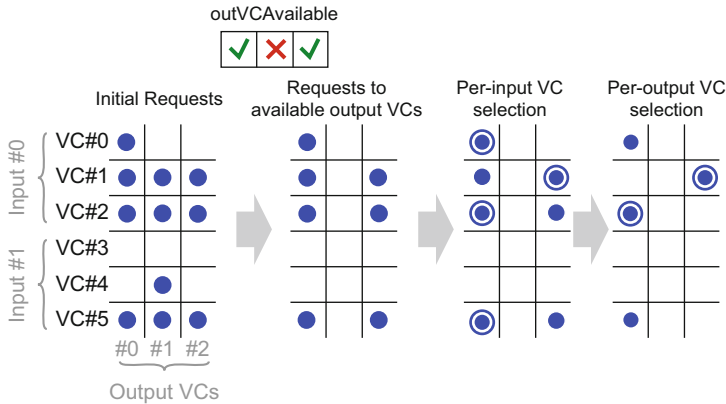 outVCAvailable
Initial Requests
Requests to
available output VCs
Per-input VC
selection
Per-output VC
selection
Input #0
VC#0
VC#1
VC#2
Input #1
VC#3
VC#4
VC#5
#0 #1 #2
Output VCs